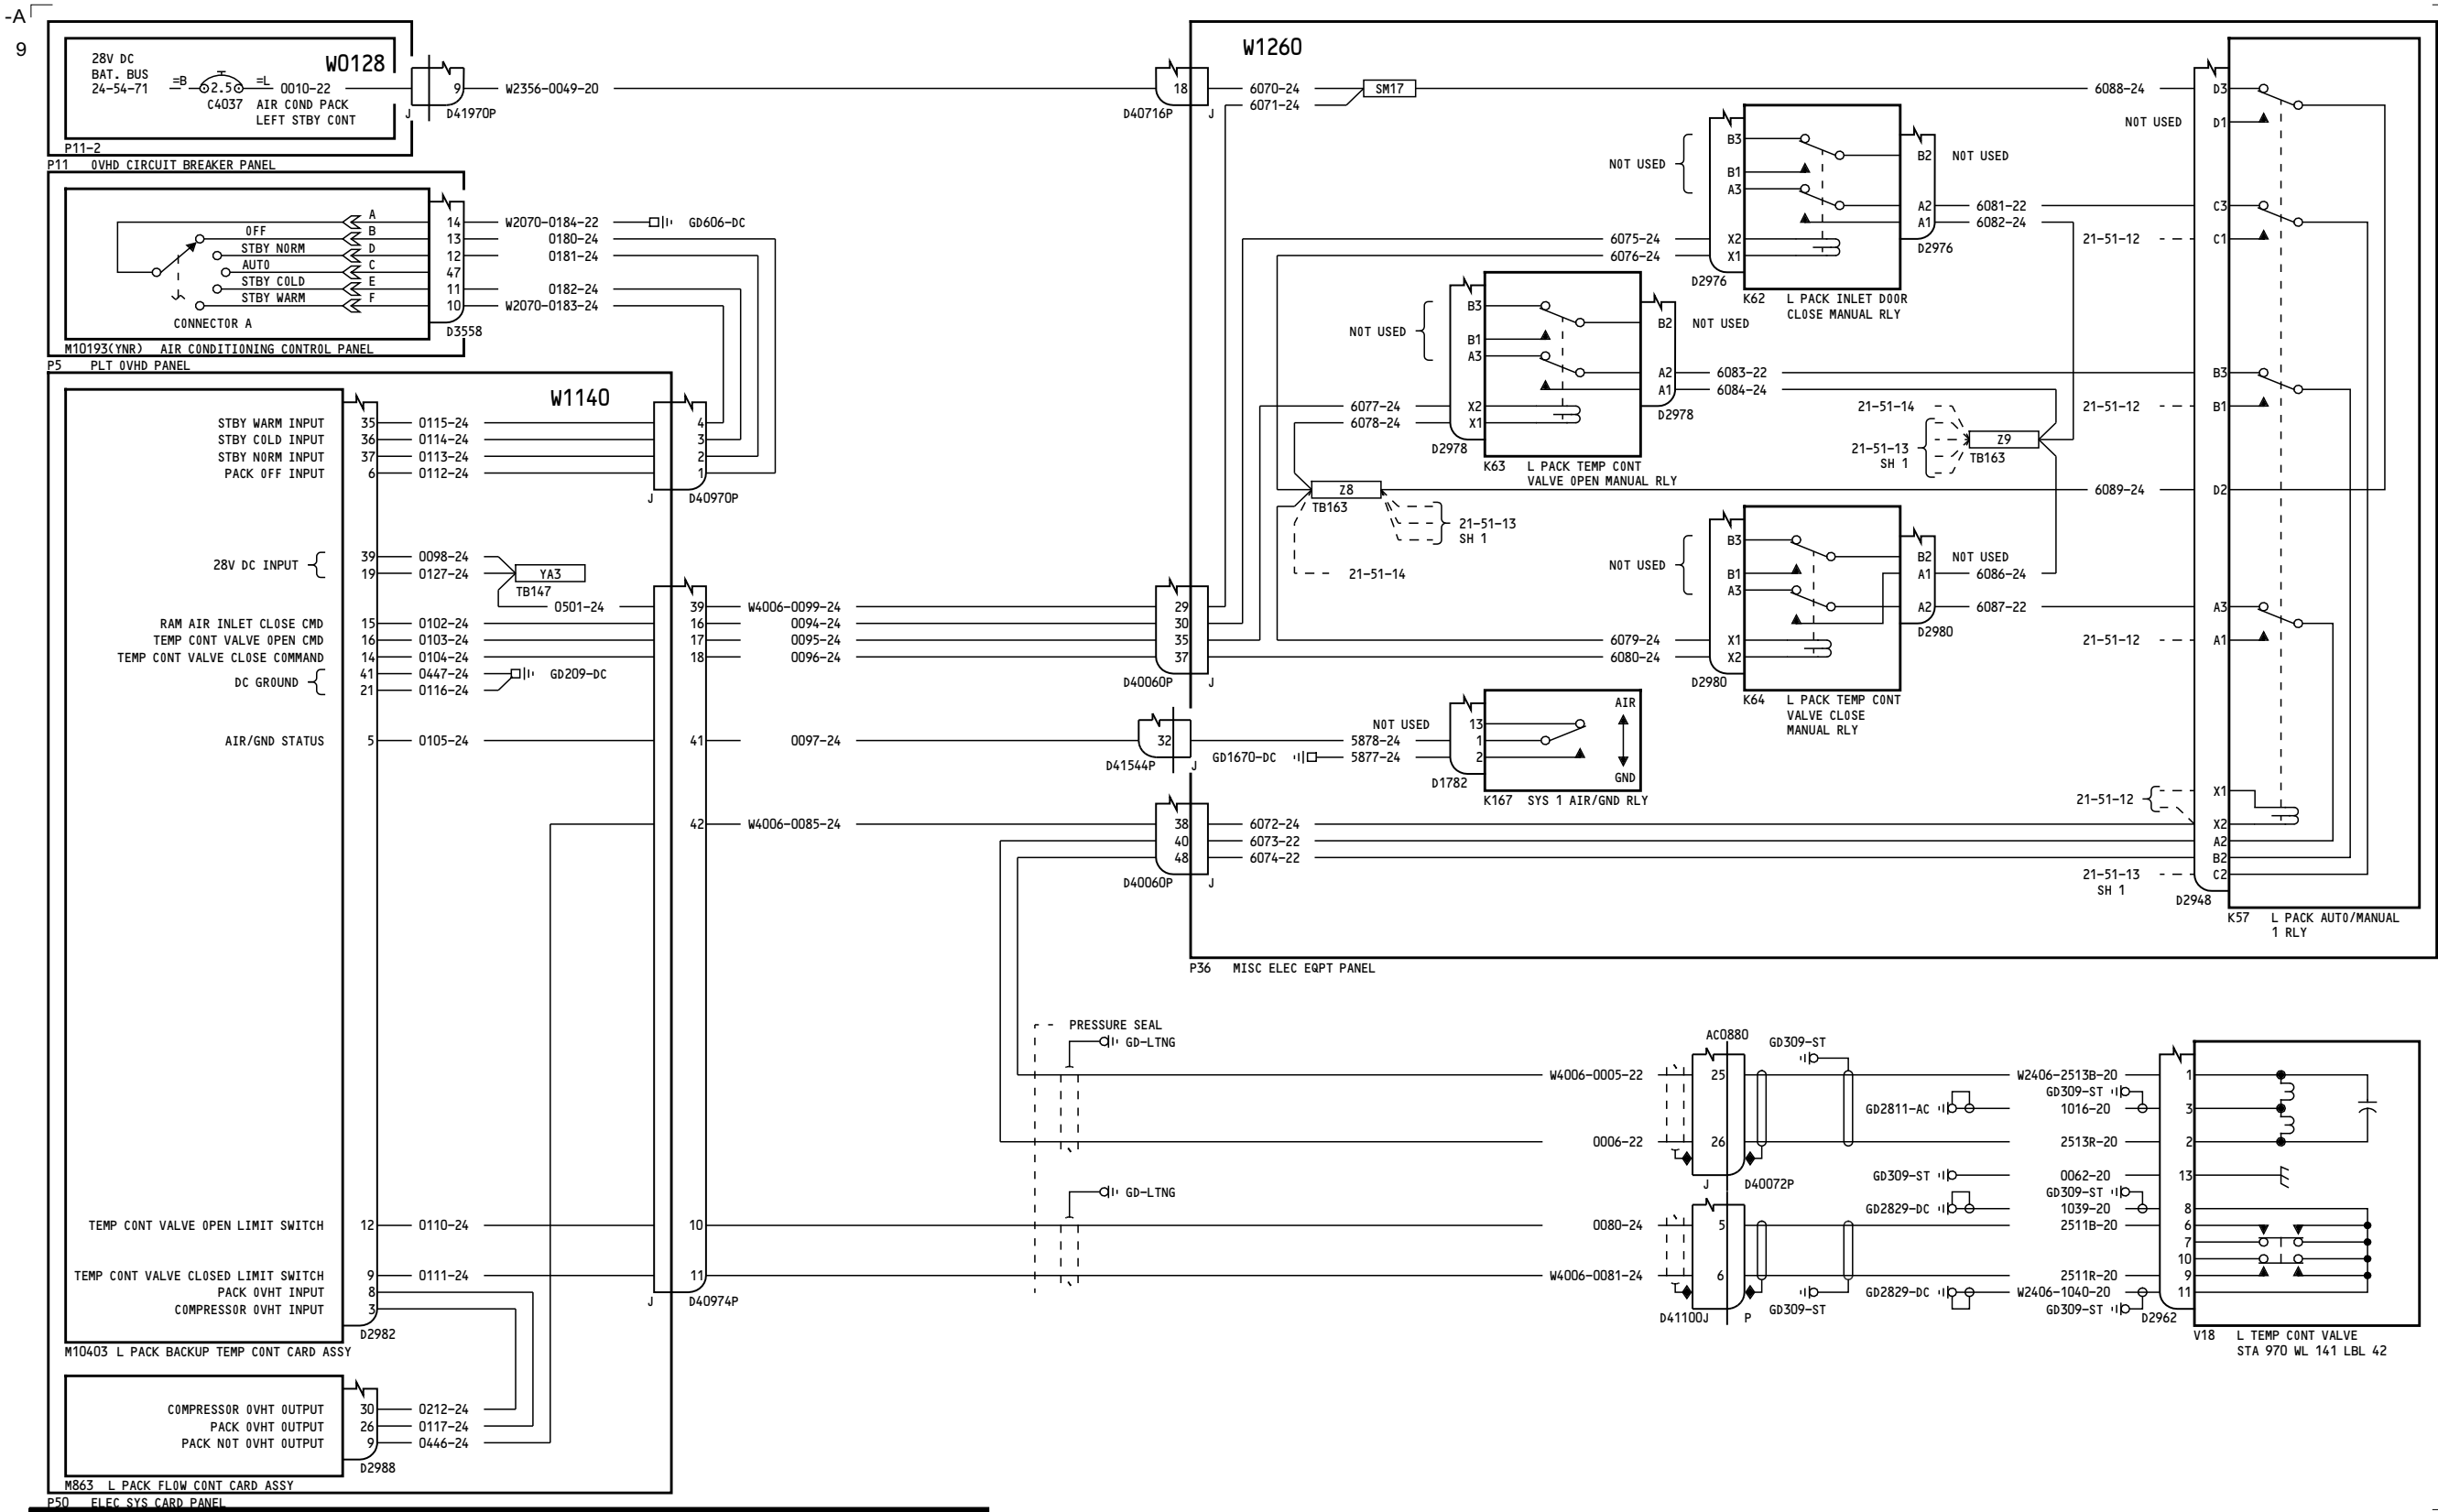 -A
9
28V DC
BAT. BUS
24-54-71
=B
2.5
=L
C4037
0010-22
AIR COND PACK
LEFT STBY CONT
W0128
P11-2
P11 OVHD CIRCUIT BREAKER PANEL
J
9
D41970P
W2356-0049-20
OFF
STBY NORM
AUTO
STBY COLD
STBY WARM
CONNECTOR A
A
B
D
C
E
F
14
13
12
47
11
10
D3558
M10193(YNR) AIR CONDITIONING CONTROL PANEL
P5 PLT OVHD PANEL
W2070-0184-22
GD606-DC
0180-24
0181-24
0182-24
W2070-0183-24
W1140
STBY WARM INPUT 35 0115-24 4
STBY COLD INPUT 36 0114-24 3
STBY NORM INPUT 37 0113-24 2
PACK OFF INPUT 6 0112-24 1
J D40970P
28V DC INPUT
39 0098-24
19 0127-24
YA3
TB147
0501-24 39 W4006-0099-24 29
RAM AIR INLET CLOSE CMD 15 0102-24 16 0094-24 30
TEMP CONT VALVE OPEN CMD 16 0103-24 17 0095-24 35
TEMP CONT VALVE CLOSE COMMAND 14 0104-24 18 0096-24 37
D40060P J
DC GROUND
41 0447-24
21 0116-24
GD209-DC
AIR/GND STATUS 5 0105-24 41 0097-24 32
D41544P J
42 W4006-0085-24 38
40
48
D40060P J
TEMP CONT VALVE OPEN LIMIT SWITCH 12 0110-24 10
TEMP CONT VALVE CLOSED LIMIT SWITCH 9 0111-24 11
PACK OVHT INPUT 8
COMPRESSOR OVHT INPUT 3
D2982
J D40974P
M10403 L PACK BACKUP TEMP CONT CARD ASSY
COMPRESSOR OVHT OUTPUT 30 0212-24
PACK OVHT OUTPUT 26 0117-24
PACK NOT OVHT OUTPUT 9 0446-24
D2988
M863 L PACK FLOW CONT CARD ASSY
P50 ELEC SYS CARD PANEL
W1260
18
D40716P J
6070-24
6071-24
SM17
6088-24
D3
NOT USED D1
NOT USED
B3
B1
A3
X2
X1
D2976
B2 NOT USED
A2 6081-22 C3
A1 6082-24
D2976
21-51-12 C1
K62 L PACK INLET DOOR
CLOSE MANUAL RLY
6075-24
6076-24
NOT USED
B3
B1
A3
X2
X1
D2978
B2 NOT USED
A2 6083-22 B3
A1 6084-24
D2978
21-51-12 B1
K63 L PACK TEMP CONT
VALVE OPEN MANUAL RLY
6077-24
6078-24
21-51-14
21-51-13
SH 1
Z9
TB163
Z8
TB163
21-51-13
SH 1
21-51-14
6089-24 D2
NOT USED
B3
B1
A3
X1
X2
D2980
B2 NOT USED
A1 6086-24
A2 6087-22 A3
D2980
21-51-12 A1
K64 L PACK TEMP CONT
VALVE CLOSE
MANUAL RLY
6079-24
6080-24
NOT USED 13
5878-24 1
GD1670-DC 5877-24 2
D1782
AIR
GND
K167 SYS 1 AIR/GND RLY
21-51-12
X1
X2
A2
B2
C2
6072-24
6073-22
6074-22
21-51-13
SH 1
D2948
K57 L PACK AUTO/MANUAL
1 RLY
P36 MISC ELEC EQPT PANEL
PRESSURE SEAL
GD-LTNG
GD-LTNG
W4006-0005-22
0006-22
0080-24
W4006-0081-24
AC0880
25
26
J D40072P
5
6
D41100J P
GD309-ST
GD2811-AC
GD309-ST
GD2829-DC
GD309-ST
GD2829-DC
W2406-2513B-20 1
GD309-ST
1016-20 3
2513R-20 2
0062-20 13
GD309-ST
1039-20 8
2511B-20 6
7
10
2511R-20 9
W2406-1040-20 11
GD309-ST D2962
V18 L TEMP CONT VALVE
STA 970 WL 141 LBL 42